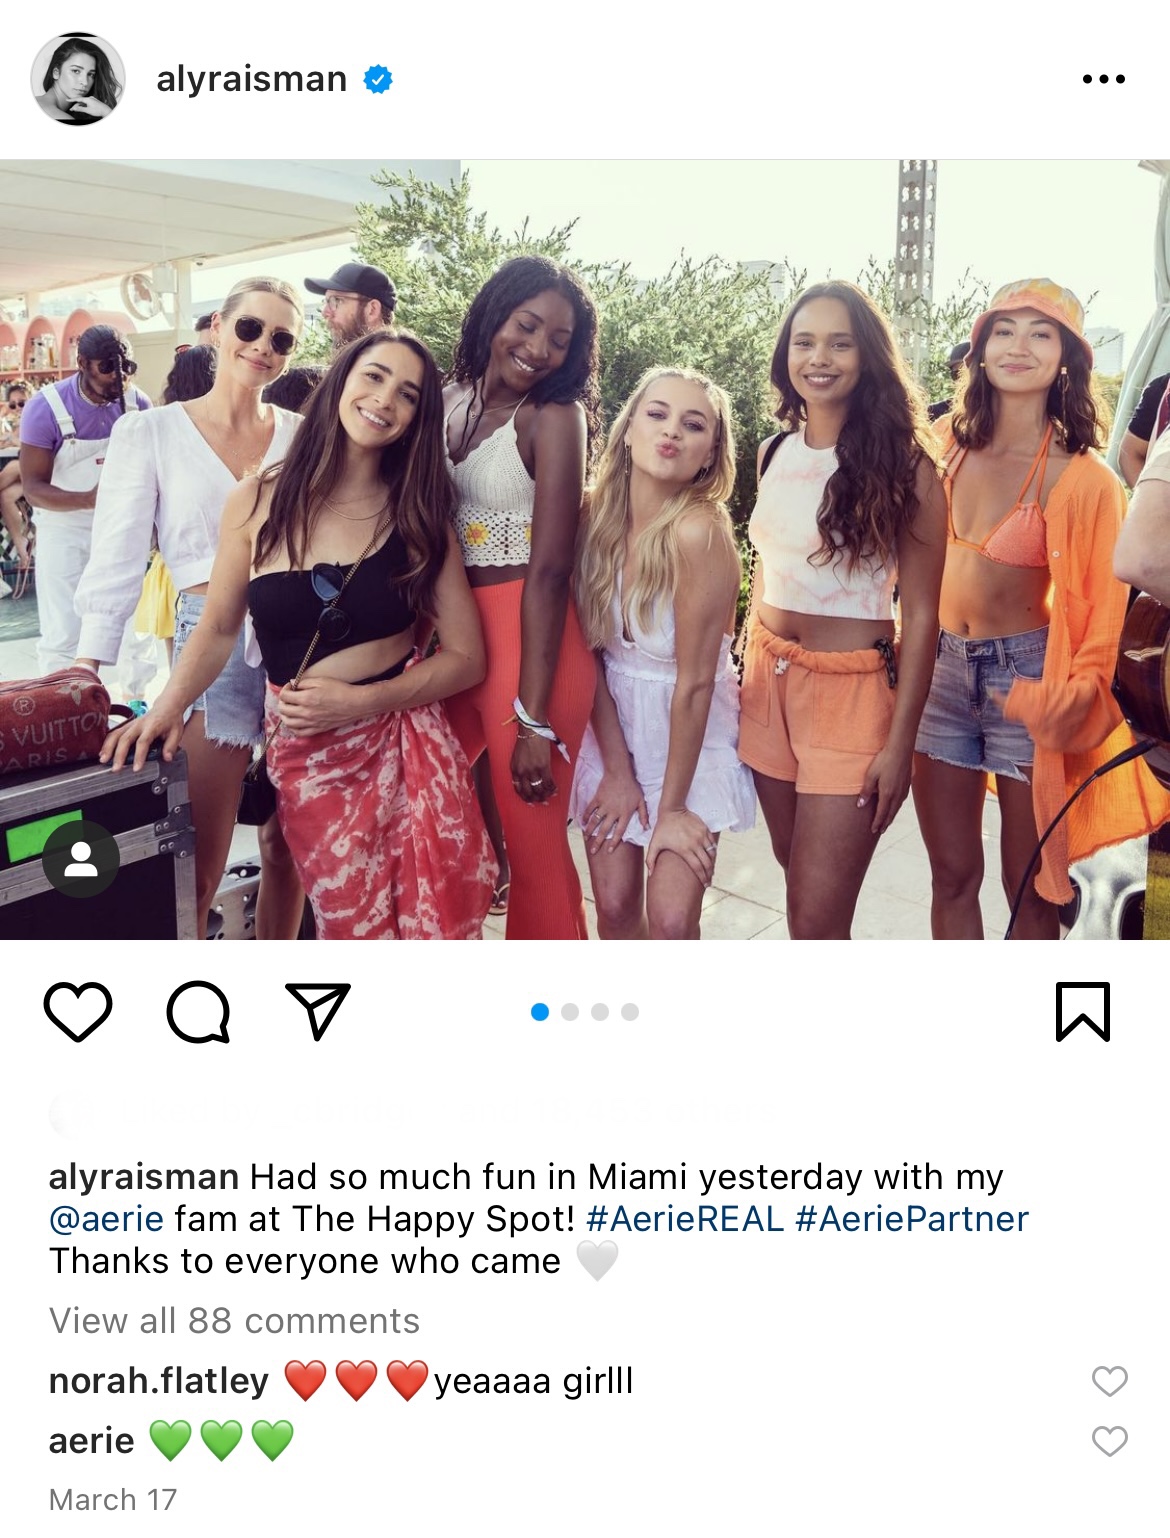 alyraisman
VUITTON
PARIS
alyraisman Had so much fun in Miami yesterday with my
@aerie fam at The Happy Spot! #AerieREAL #AeriePartner
Thanks to everyone who came 🤍
View all 88 comments
norah.flatley ❤️❤️❤️yeaaaa girlll
aerie 💚💚💚
March 17